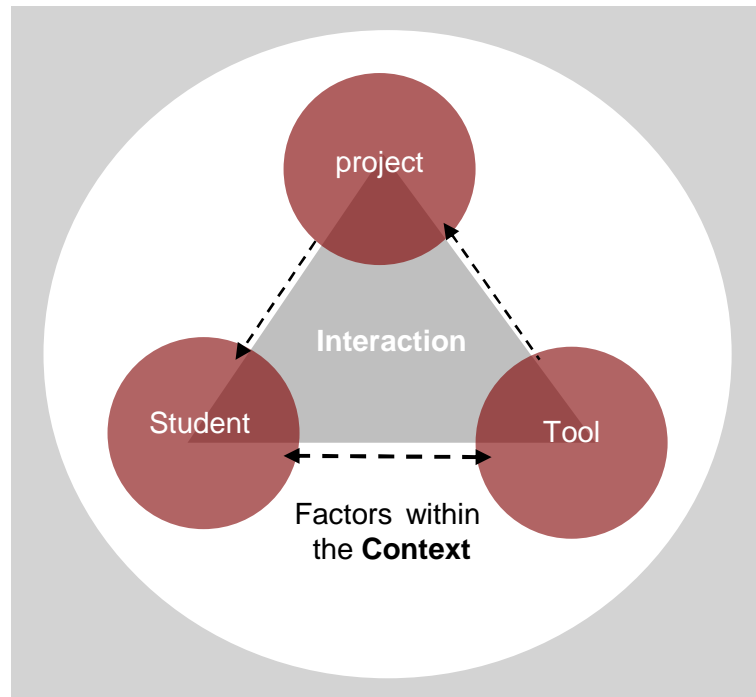 project
Interaction
Student
Tool
Factors within
the Context